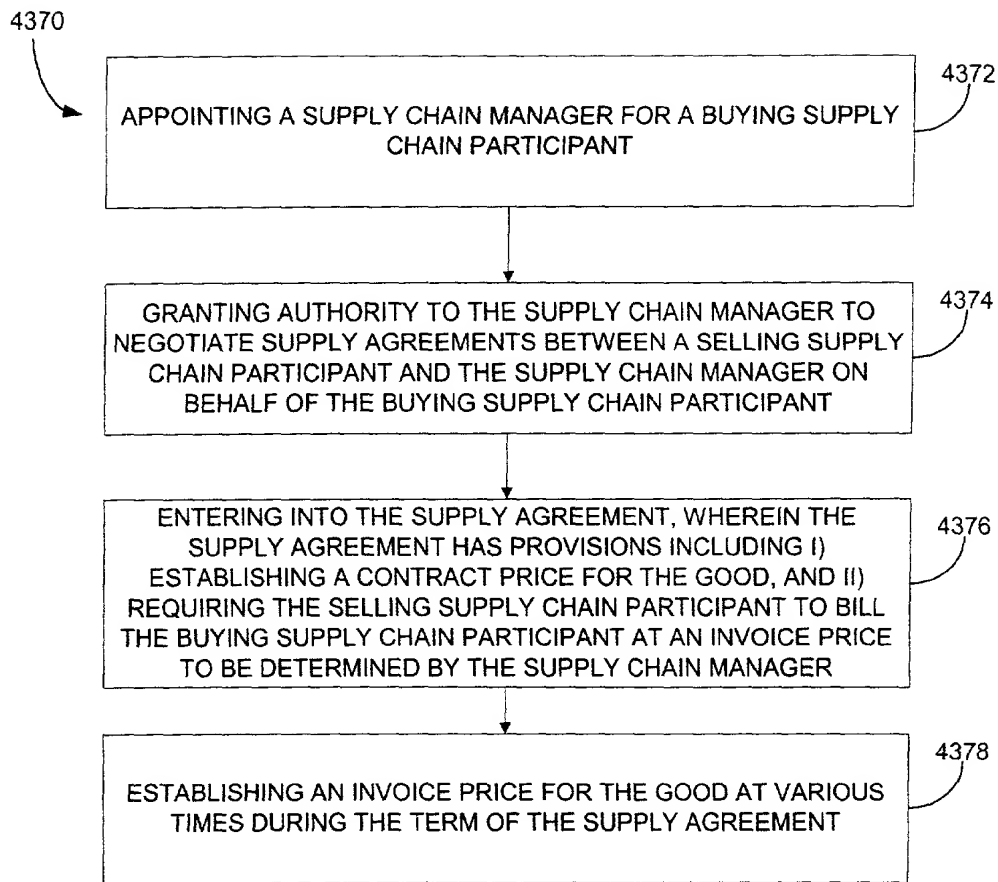 4370
4372
APPOINTING A SUPPLY CHAIN MANAGER FOR A BUYING SUPPLY
CHAIN PARTICIPANT
4374
GRANTING AUTHORITY TO THE SUPPLY CHAIN MANAGER TO
NEGOTIATE SUPPLY AGREEMENTS BETWEEN A SELLING SUPPLY
CHAIN PARTICIPANT AND THE SUPPLY CHAIN MANAGER ON
BEHALF OF THE BUYING SUPPLY CHAIN PARTICIPANT
4376
ENTERING INTO THE SUPPLY AGREEMENT, WHEREIN THE
SUPPLY AGREEMENT HAS PROVISIONS INCLUDING I)
ESTABLISHING A CONTRACT PRICE FOR THE GOOD, AND II)
REQUIRING THE SELLING SUPPLY CHAIN PARTICIPANT TO BILL
THE BUYING SUPPLY CHAIN PARTICIPANT AT AN INVOICE PRICE
TO BE DETERMINED BY THE SUPPLY CHAIN MANAGER
4378
ESTABLISHING AN INVOICE PRICE FOR THE GOOD AT VARIOUS
TIMES DURING THE TERM OF THE SUPPLY AGREEMENT